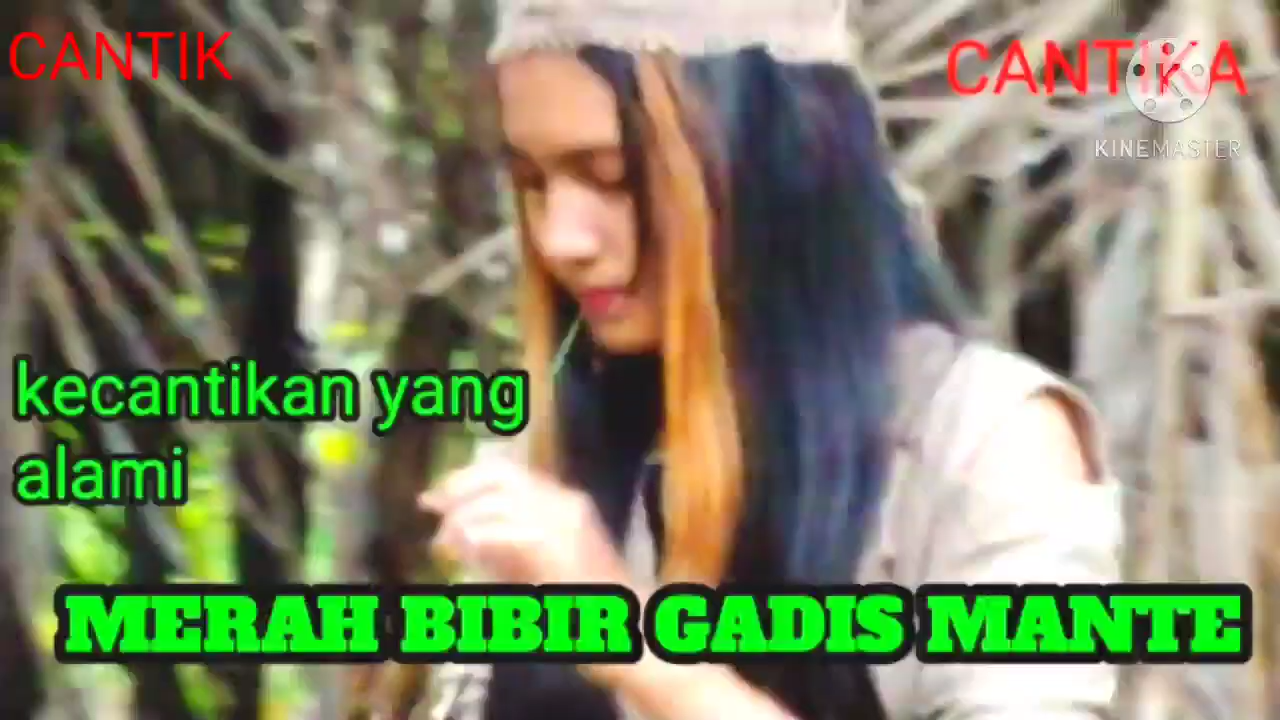 CANTIK
CANTIKA
KINEMASTER
kecantikan yang
alami
MERAH BIBIR GADIS MANTE